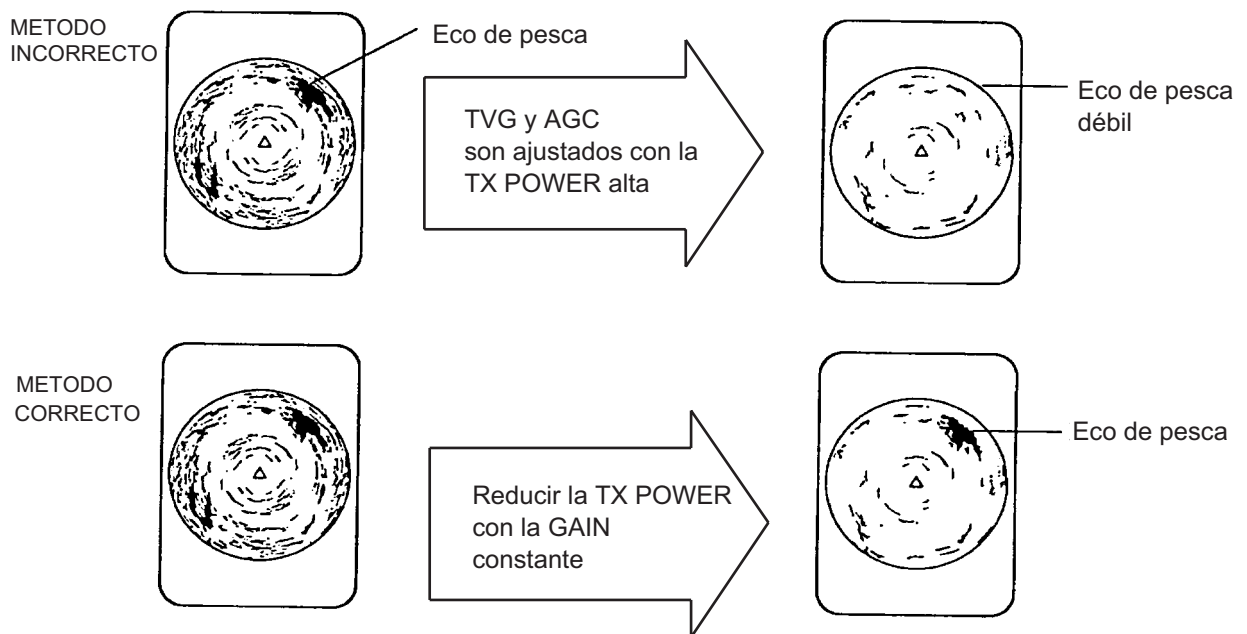 METODO
INCORRECTO
Eco de pesca
TVG y AGC
son ajustados con la
TX POWER alta
Eco de pesca
débil
METODO
CORRECTO
Reducir la TX POWER
con la GAIN
constante
Eco de pesca